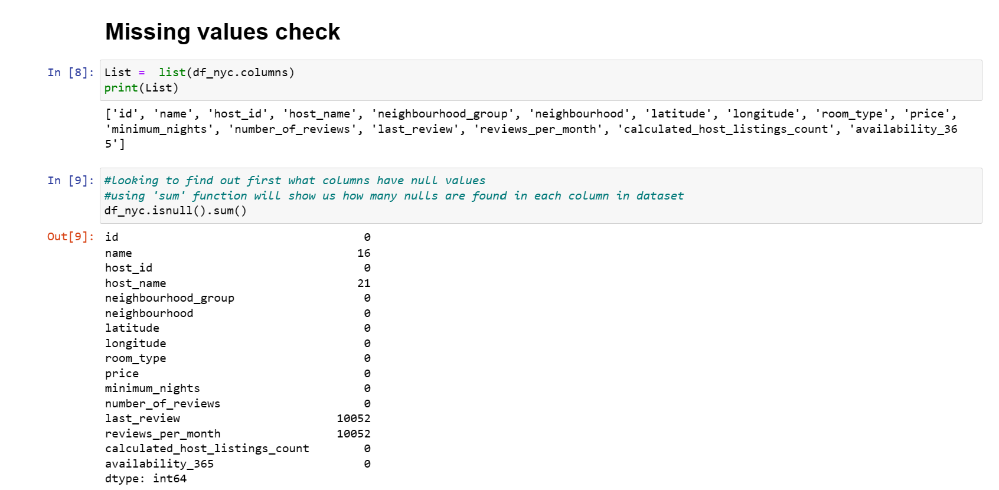 Missing values check
In [8]: List =  list(df_nyc.columns)
print(List)
['id', 'name', 'host_id', 'host_name', 'neighbourhood_group', 'neighbourhood', 'latitude', 'longitude', 'room_type', 'price',
'minimum_nights', 'number_of_reviews', 'last_review', 'reviews_per_month', 'calculated_host_listings_count', 'availability_36
5']
In [9]: #looking to find out first what columns have null values
#using 'sum' function will show us how many nulls are found in each column in dataset
df_nyc.isnull().sum()
Out[9]: id 0
name 16
host_id 0
host_name 21
neighbourhood_group 0
neighbourhood 0
latitude 0
longitude 0
room_type 0
price 0
minimum_nights 0
number_of_reviews 0
last_review 10052
reviews_per_month 10052
calculated_host_listings_count 0
availability_365 0
dtype: int64